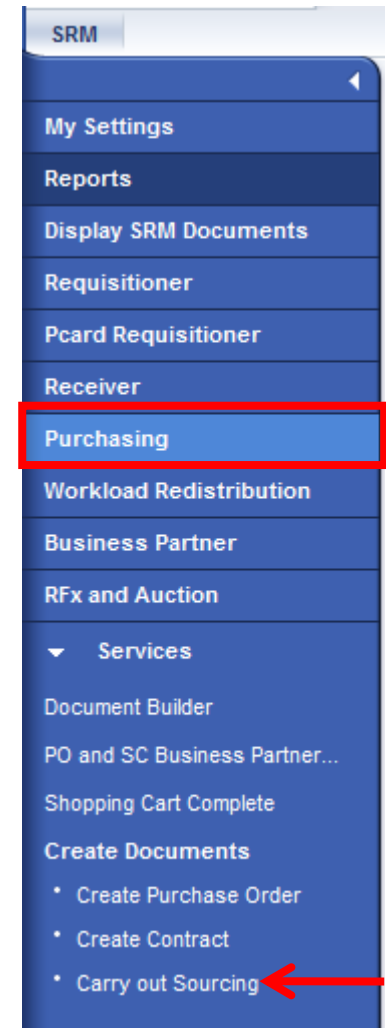 SRM
My Settings
Reports
Display SRM Documents
Requisitioner
Pcard Requisitioner
Receiver
Purchasing
Workload Redistribution
Business Partner
RFx and Auction
Services
Document Builder
PO and SC Business Partner...
Shopping Cart Complete
Create Documents
• Create Purchase Order
• Create Contract
• Carry out Sourcing